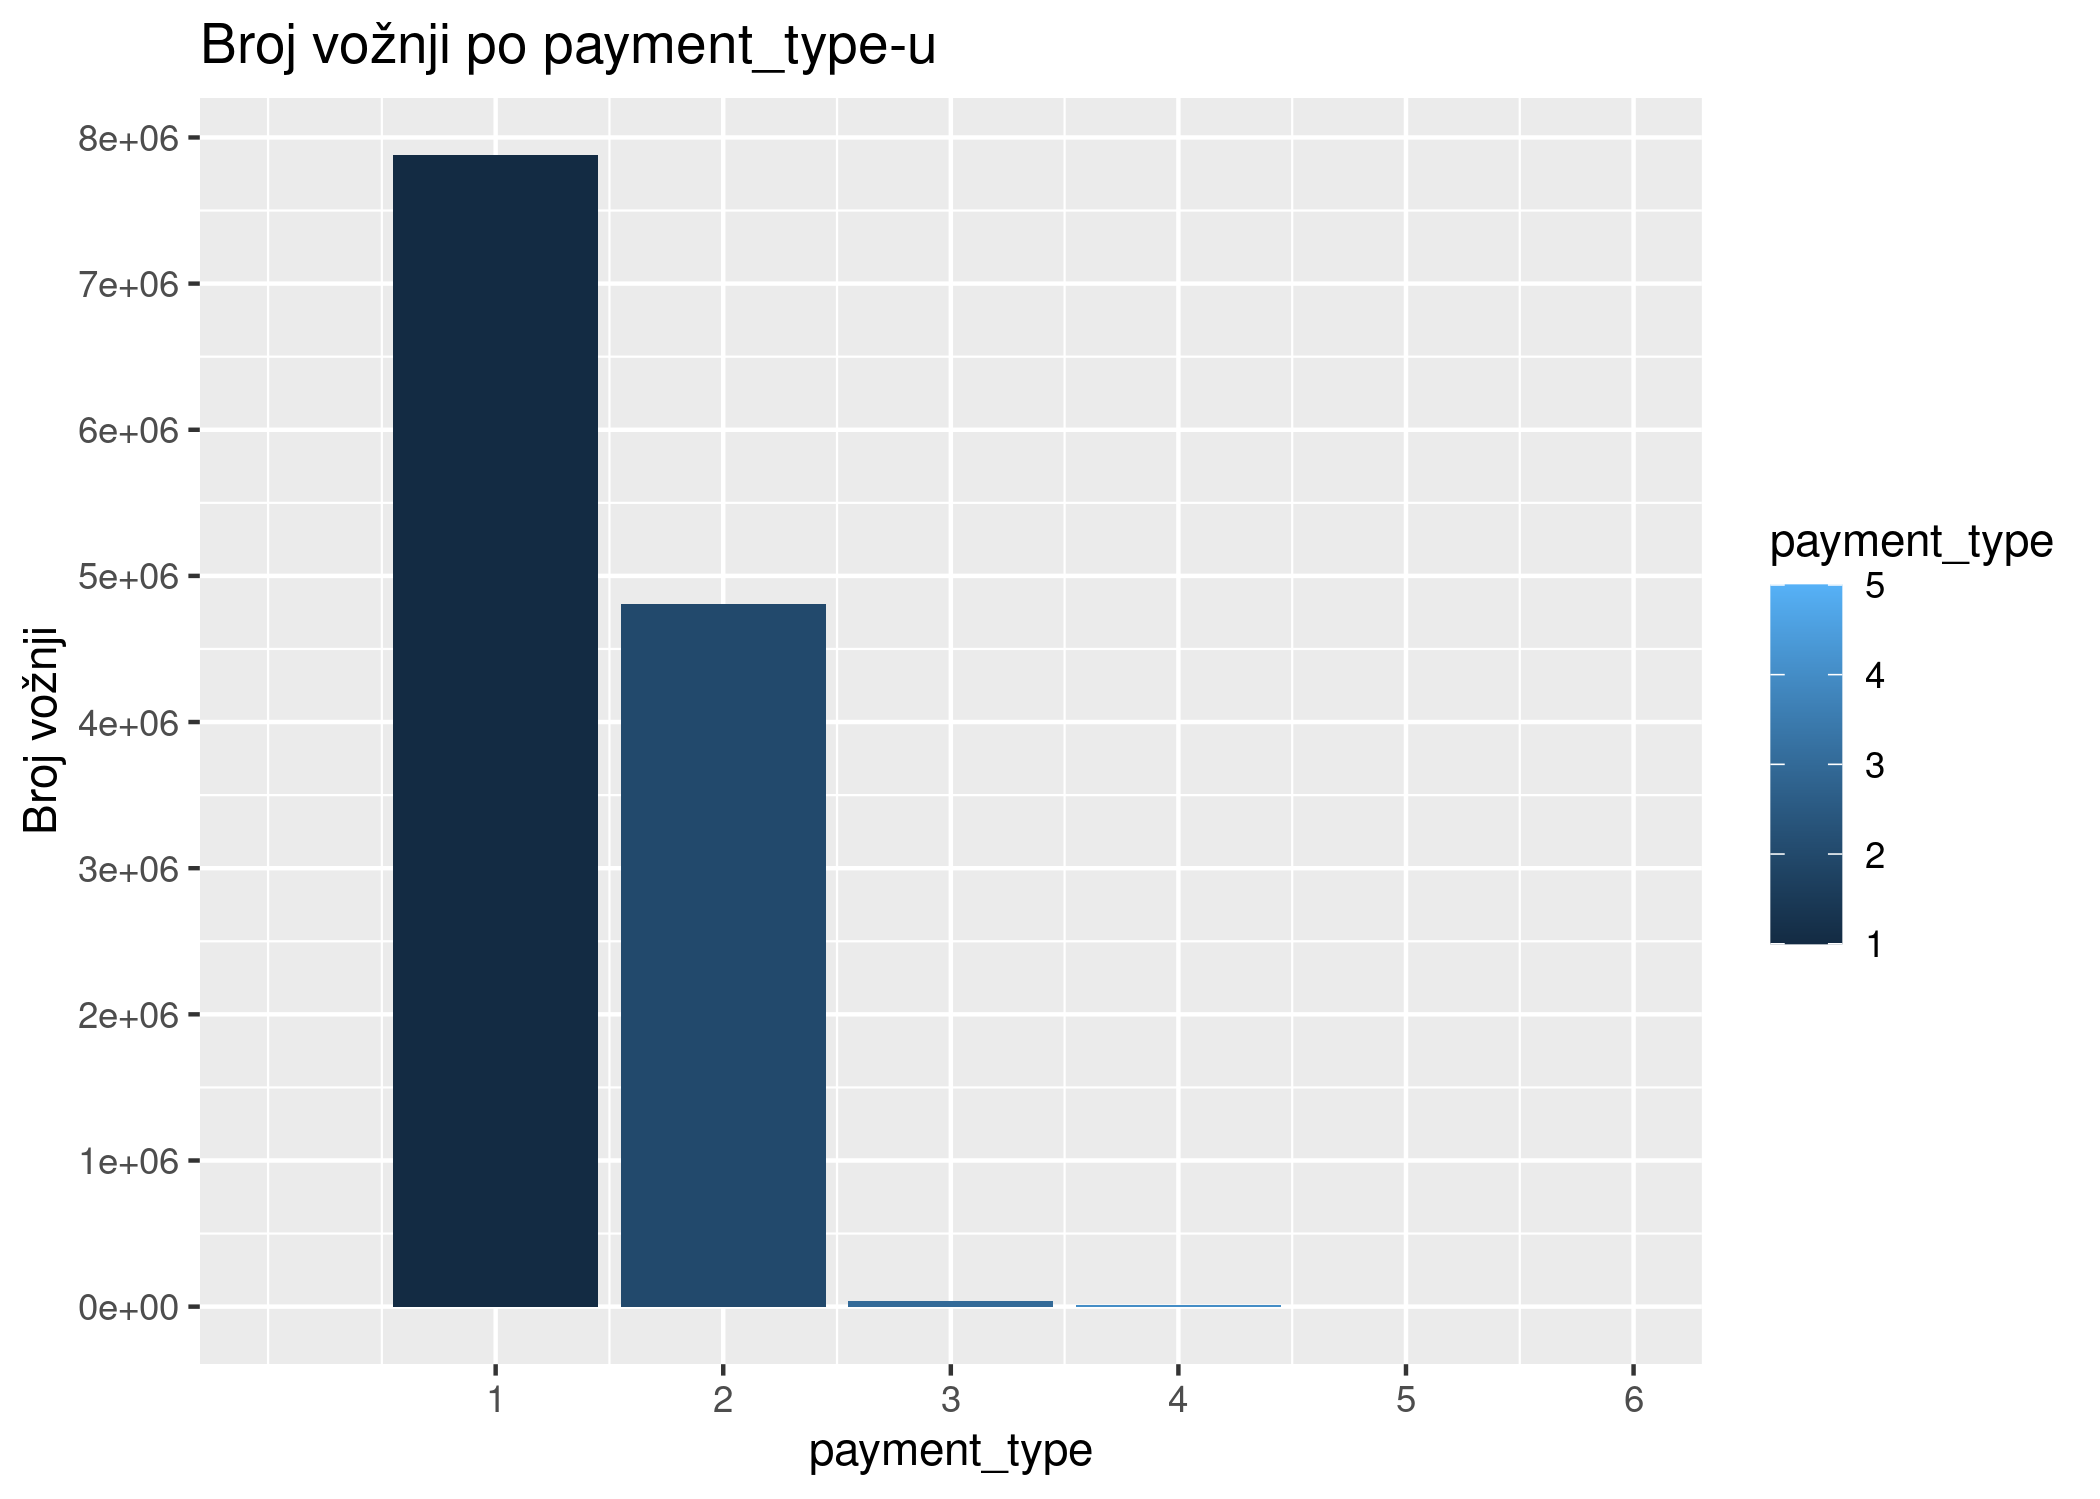 Broj vožnji po payment_type-u
8e+06
7e+06
6e+06
5e+06
4e+06
3e+06
2e+06
1e+06
0e+00
Broj vožnji
1 2 3 4 5 6
payment_type
payment_type
5
4
3
2
1